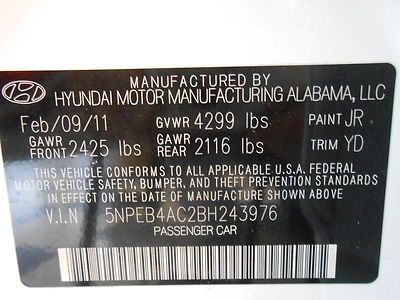 MANUFACTURED BY
HYUNDAI MOTOR MANUFACTURING ALABAMA, LLC
Feb/09/11 GVWR 4299 lbs PAINT JR
GAWR FRONT 2425 lbs GAWR REAR 2116 lbs TRIM YD
THIS VEHICLE CONFORMS TO ALL APPLICABLE U.S.A. FEDERAL
MOTOR VEHICLE SAFETY, BUMPER, AND THEFT PREVENTION STANDARDS
IN EFFECT ON THE DATE OF MANUFACTURE SHOWN ABOVE.
V.I.N 5NPEB4AC2BH243976
PASSENGER CAR